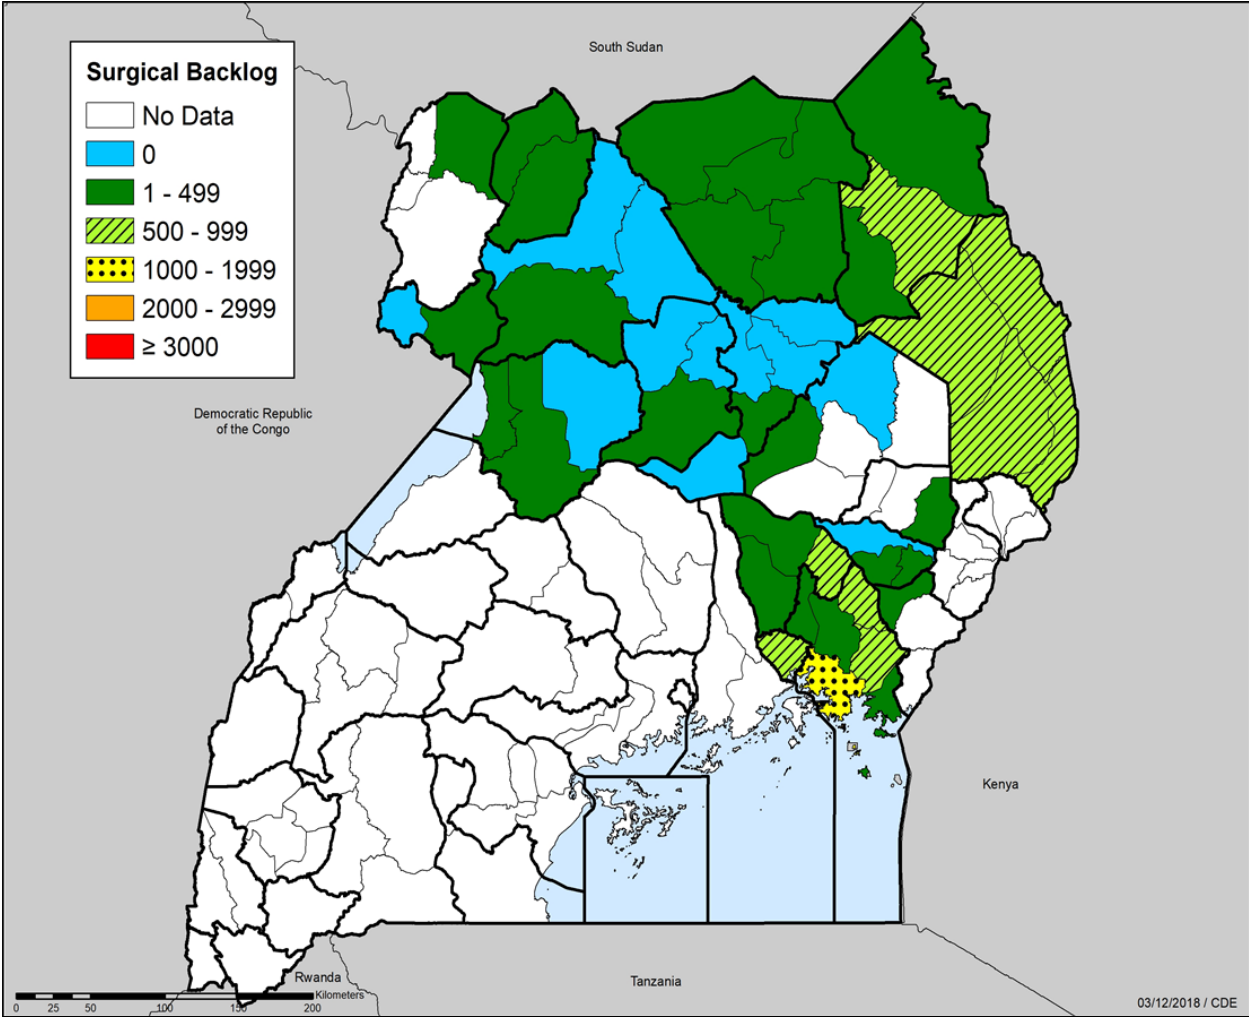 South Sudan
Surgical Backlog
No Data
0
1 - 499
500 - 999
1000 - 1999
2000 - 2999
≥ 3000
Democratic Republic
of the Congo
Kenya
Rwanda
Tanzania
Kilometers
0 25 50 100 150 200
03/12/2018 / CDE